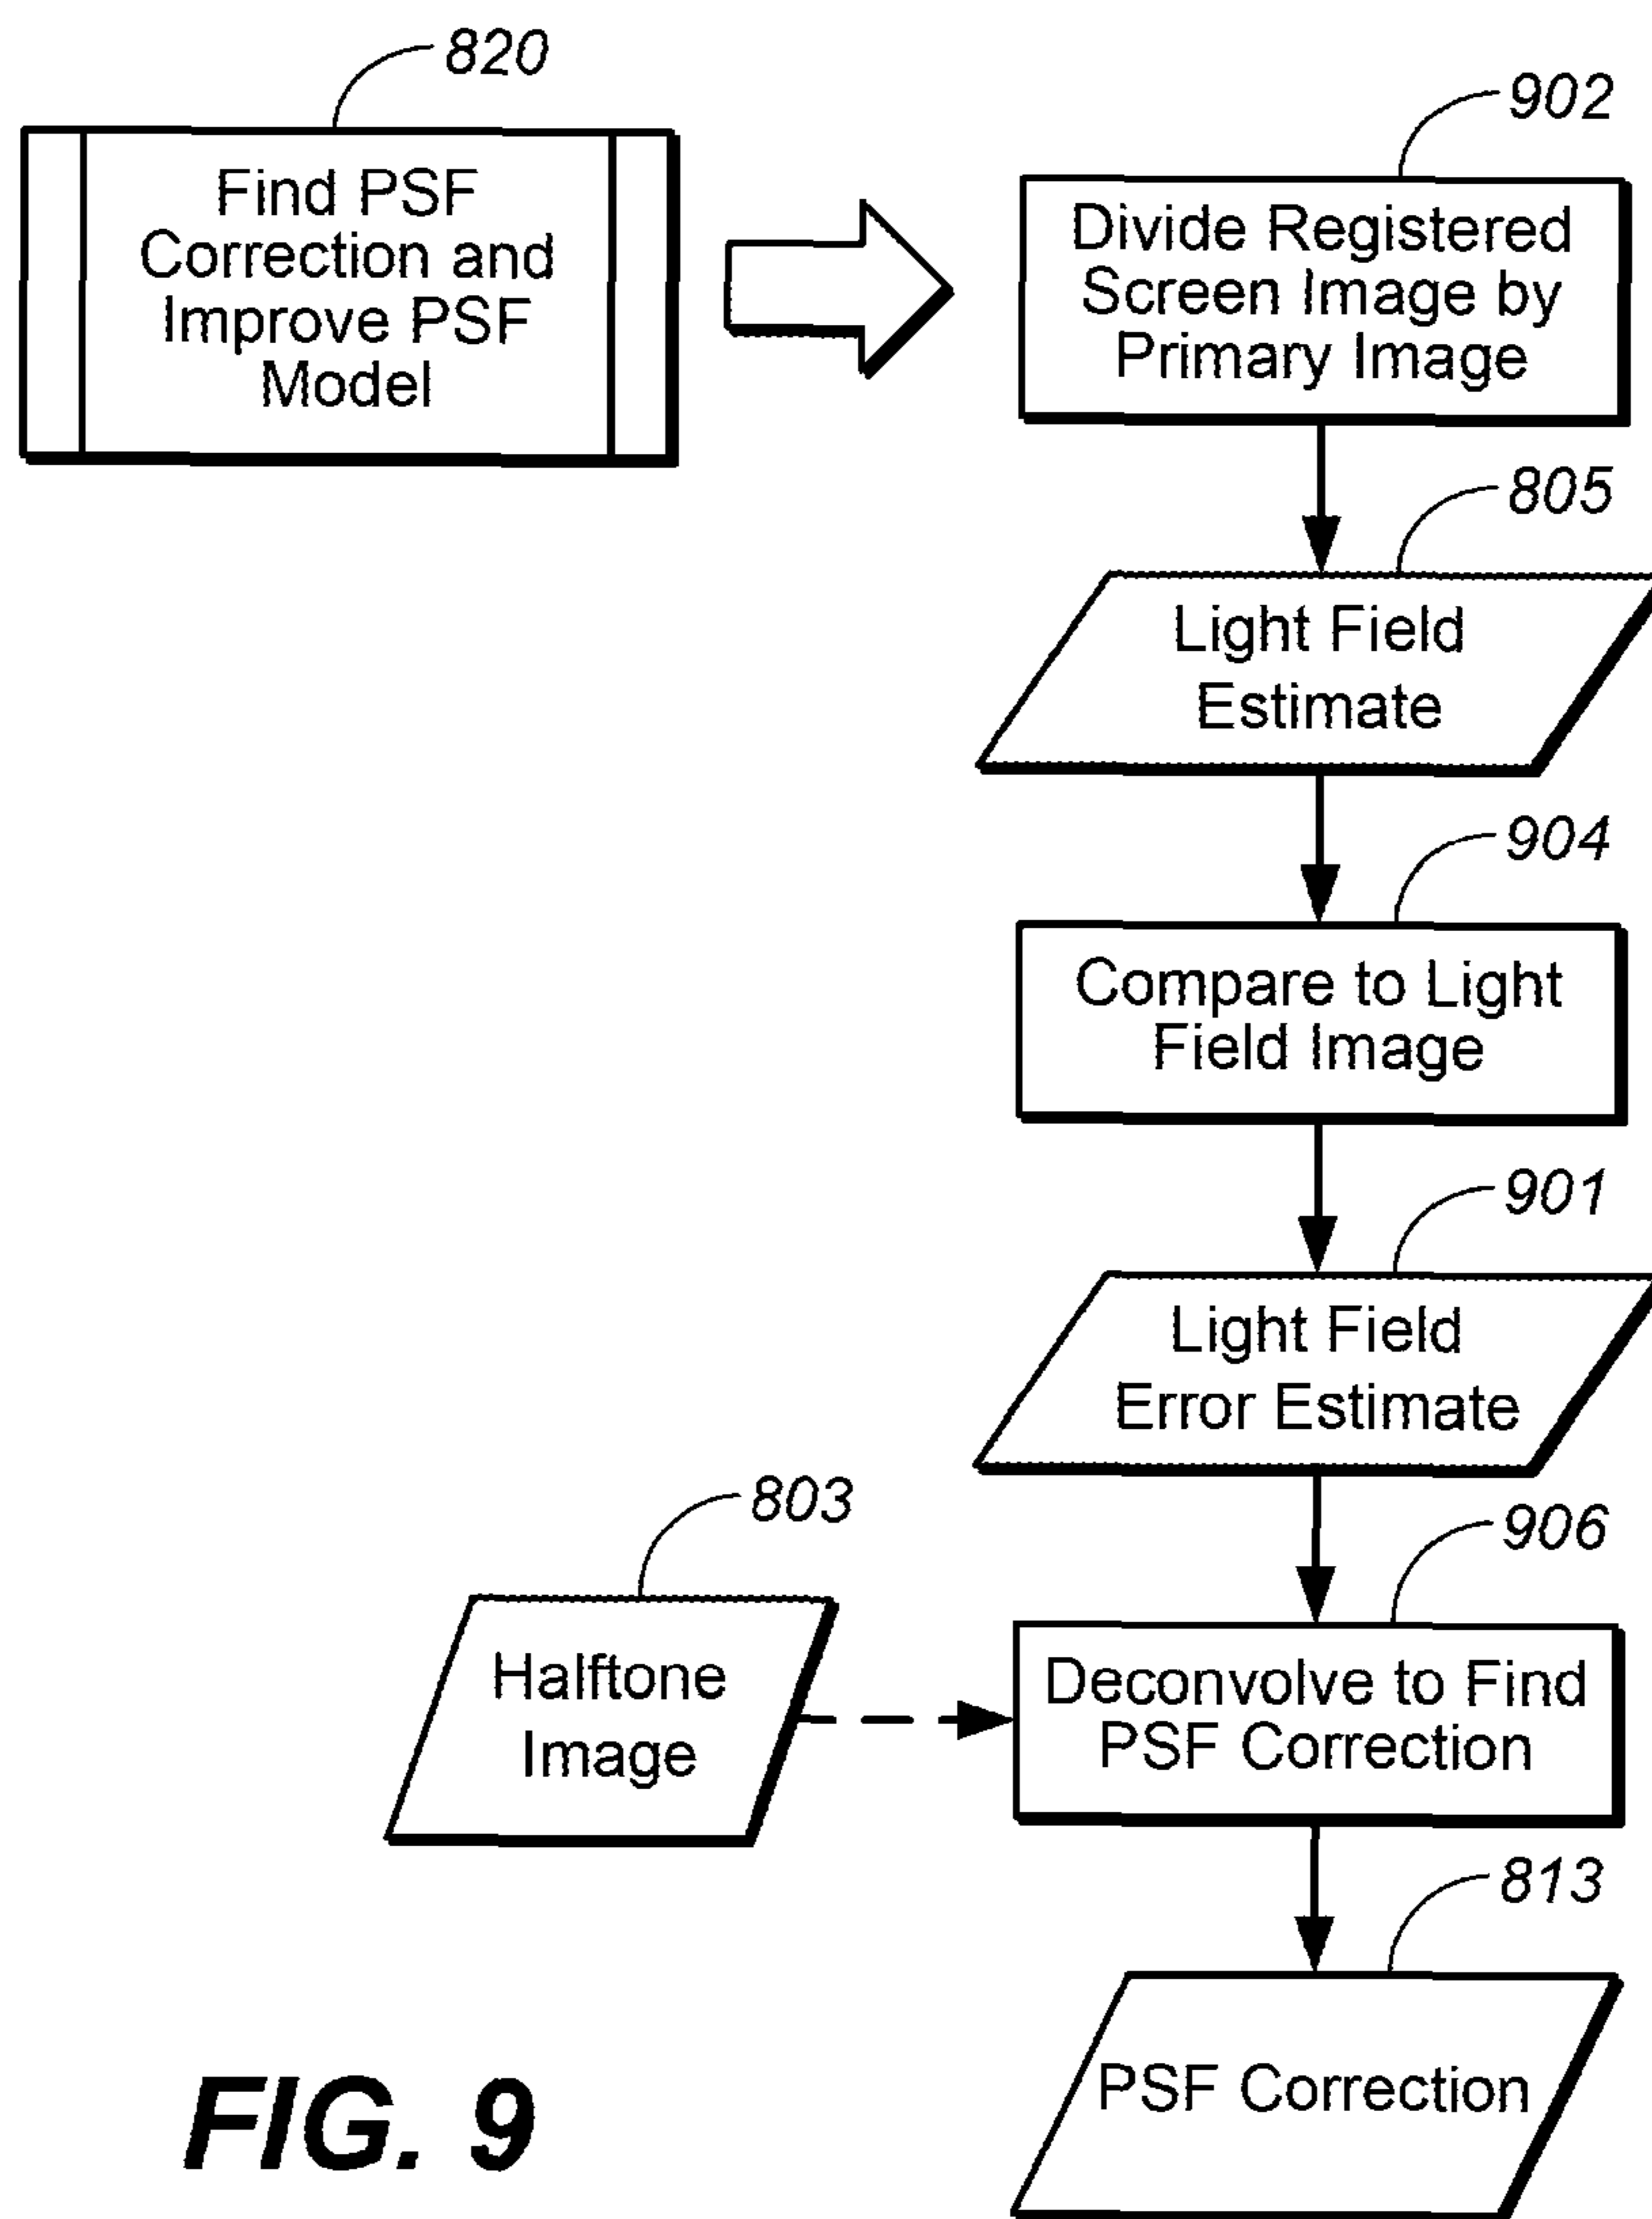 820
Find PSF
Correction and
Improve PSF
Model
902
Divide Registered
Screen Image by
Primary Image
805
Light Field
Estimate
904
Compare to Light
Field Image
901
Light Field
Error Estimate
803
Halftone
Image
906
Deconvolve to Find
PSF Correction
813
PSF Correction
FIG. 9